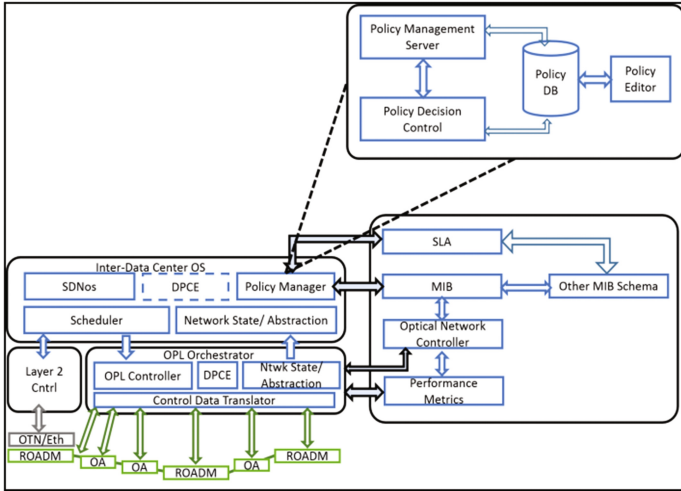 Policy Management
Server
Policy
DB
Policy
Editor
Policy Decision
Control
SLA
Inter-Data Center OS
SDNos
DPCE
Policy Manager
MIB
Other MIB Schema
Scheduler
Network State/ Abstraction
Optical Network
Controller
OPL Orchestrator
Layer 2
Cntrl
OPL Controller
DPCE
Ntwk State/
Abstraction
Performance
Metrics
Control Data Translator
OTN/Eth
ROADM
OA
OA
ROADM
OA
ROADM